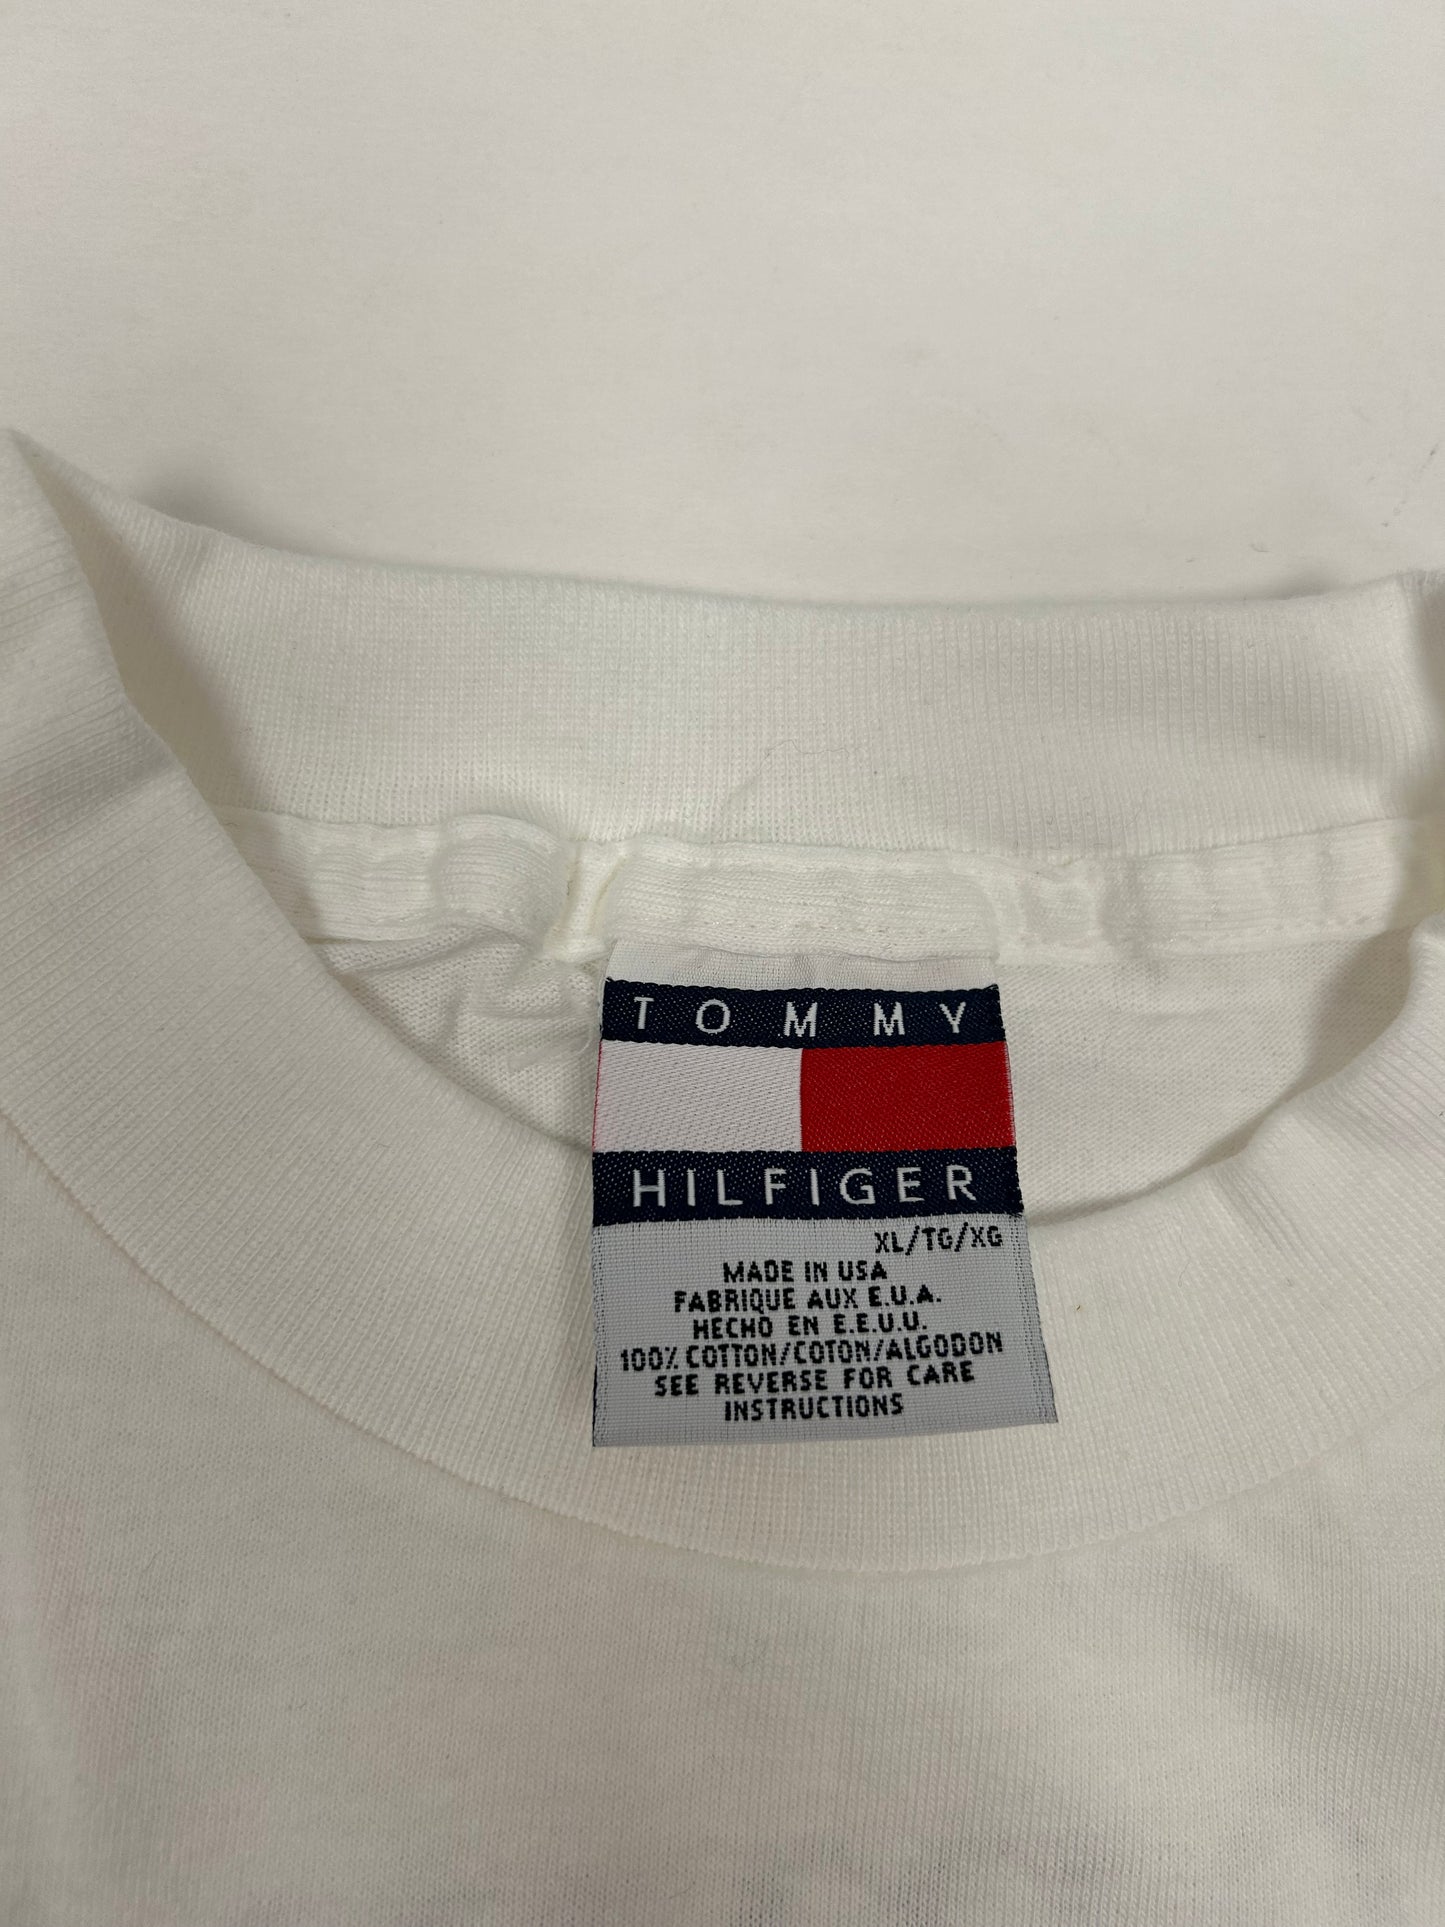 TOMMY
HILFIGER
XL/TG/XG
MADE IN USA
FABRIQUE AUX E.U.A.
HECHO EN E.E.U.U.
100% COTTON/COTON/ALGODON
SEE REVERSE FOR CARE
INSTRUCTIONS